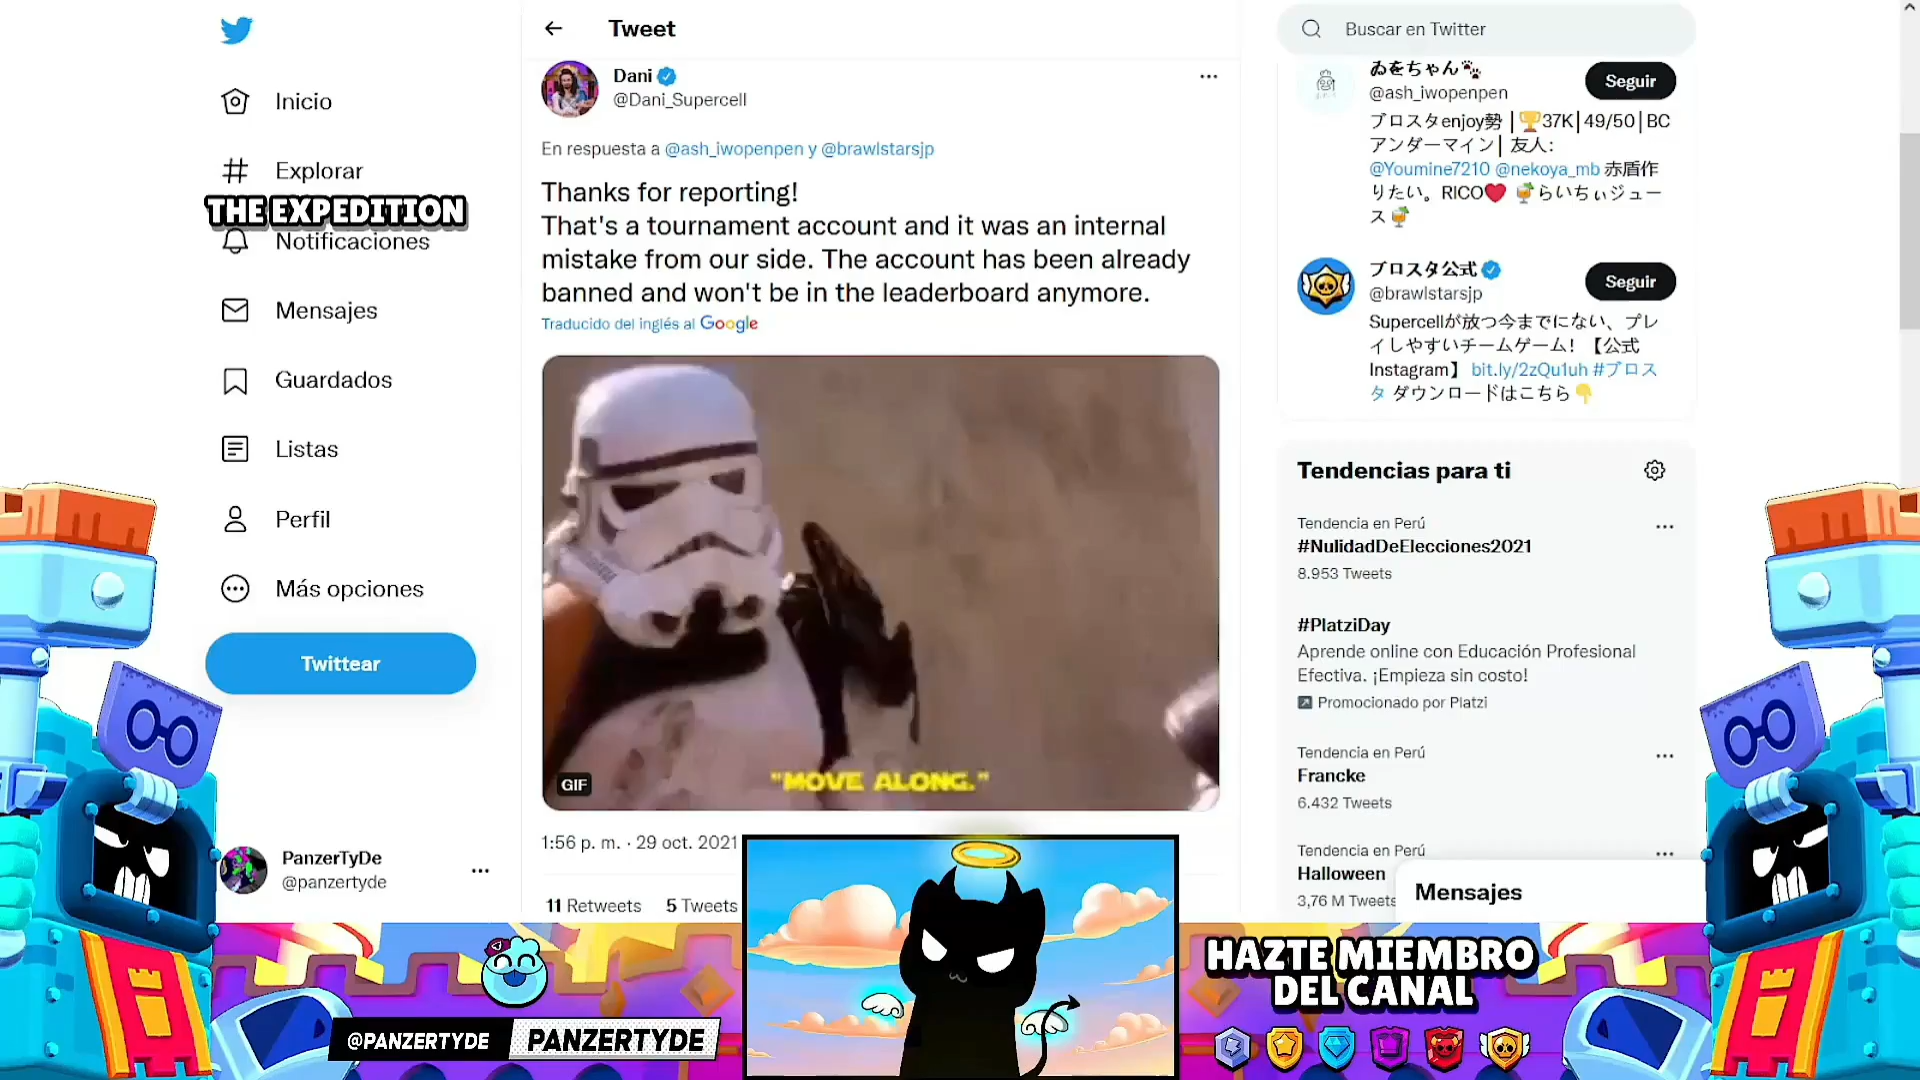 Inicio
Explorar
THE EXPEDITION
Notificaciones
Mensajes
Guardados
Listas
Perfil
Más opciones
Twittear
PanzerTyDe
@panzertyde
Tweet
Dani
@Dani_Supercell
En respuesta a @ash_iwopenpen y @brawlstarsjp
Thanks for reporting!
That's a tournament account and it was an internal
mistake from our side. The account has been already
banned and won't be in the leaderboard anymore.
Traducido del inglés al Google
"MOVE ALONG."
GIF
1:56 p. m. · 29 oct. 2021
11 Retweets 5 Tweets
Buscar en Twitter
ゐをちゃん🐾
@ash_iwopenpen
Seguir
ブロスタenjoy勢 | 🏆37K|49/50|BC
アンダーマイン| 友人:
@Youmine7210 @nekoya_mb 赤盾作
りたい。RICO❤️ 🍹らいちぃジュー
ス🍹
ブロスタ公式
@brawlstarsjp
Seguir
Supercellが放つ今までにない、プレ
イしやすいチームゲーム！【公式
Instagram】 bit.ly/2zQu1uh #ブロス
タ ダウンロードはこちら👇
Tendencias para ti
Tendencia en Perú
#NulidadDeElecciones2021
8.953 Tweets
#PlatziDay
Aprende online con Educación Profesional
Efectiva. ¡Empieza sin costo!
Promocionado por Platzi
Tendencia en Perú
Francke
6.432 Tweets
Tendencia en Perú
Halloween
3,76 M Tweets
Mensajes
@PANZERTYDE
PANZERTYDE
HAZTE MIEMBRO
DEL CANAL